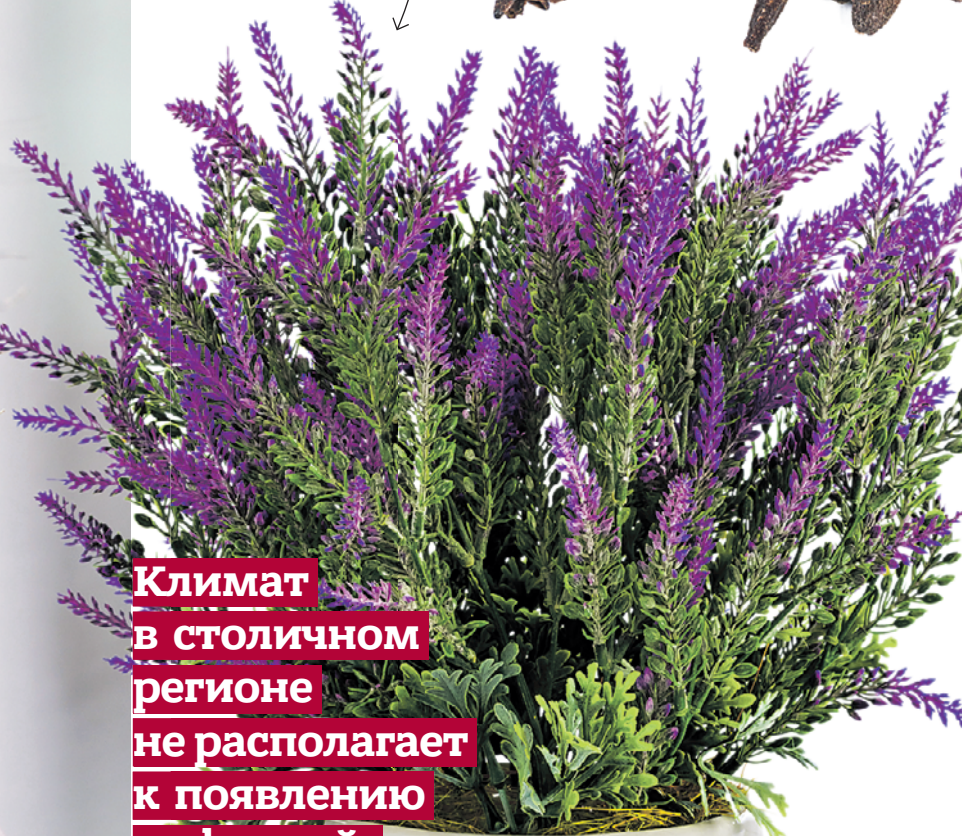 Климат
в столичном
регионе
не располагает
к появлению